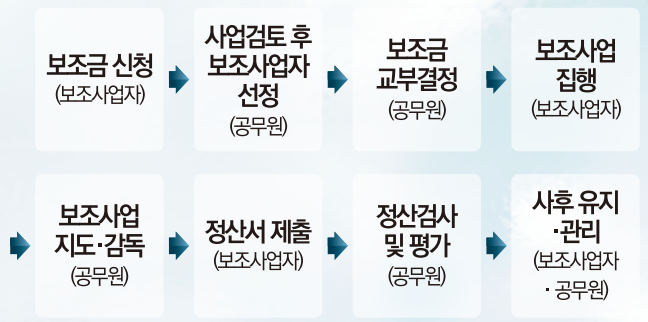 보조금 신청
(보조사업자)
사업검토 후
보조사업자
선정
(공무원)
보조금
교부결정
(공무원)
보조사업
집행
(보조사업자)
보조사업
지도·감독
(공무원)
정산서 제출
(보조사업자)
정산검사
및 평가
(공무원)
사후 유지
·관리
(보조사업자
· 공무원)